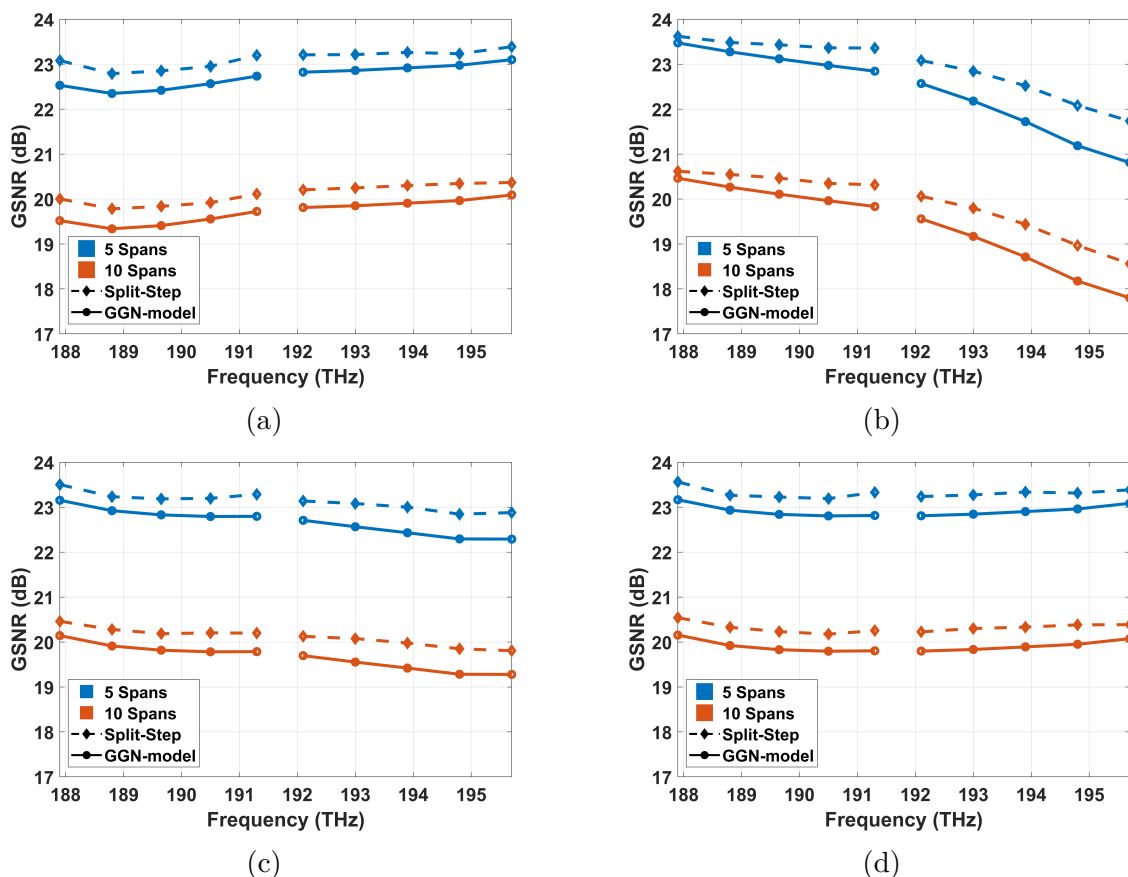 24
23
22
21
20
19
18
17
GSNR (dB)
5 Spans
10 Spans
Split-Step
GGN-model
188 189 190 191 192 193 194 195
Frequency (THz)
(a)
24
23
22
21
20
19
18
17
GSNR (dB)
5 Spans
10 Spans
Split-Step
GGN-model
188 189 190 191 192 193 194 195
Frequency (THz)
(b)
24
23
22
21
20
19
18
17
GSNR (dB)
5 Spans
10 Spans
Split-Step
GGN-model
188 189 190 191 192 193 194 195
Frequency (THz)
(c)
24
23
22
21
20
19
18
17
GSNR (dB)
5 Spans
10 Spans
Split-Step
GGN-model
188 189 190 191 192 193 194 195
Frequency (THz)
(d)